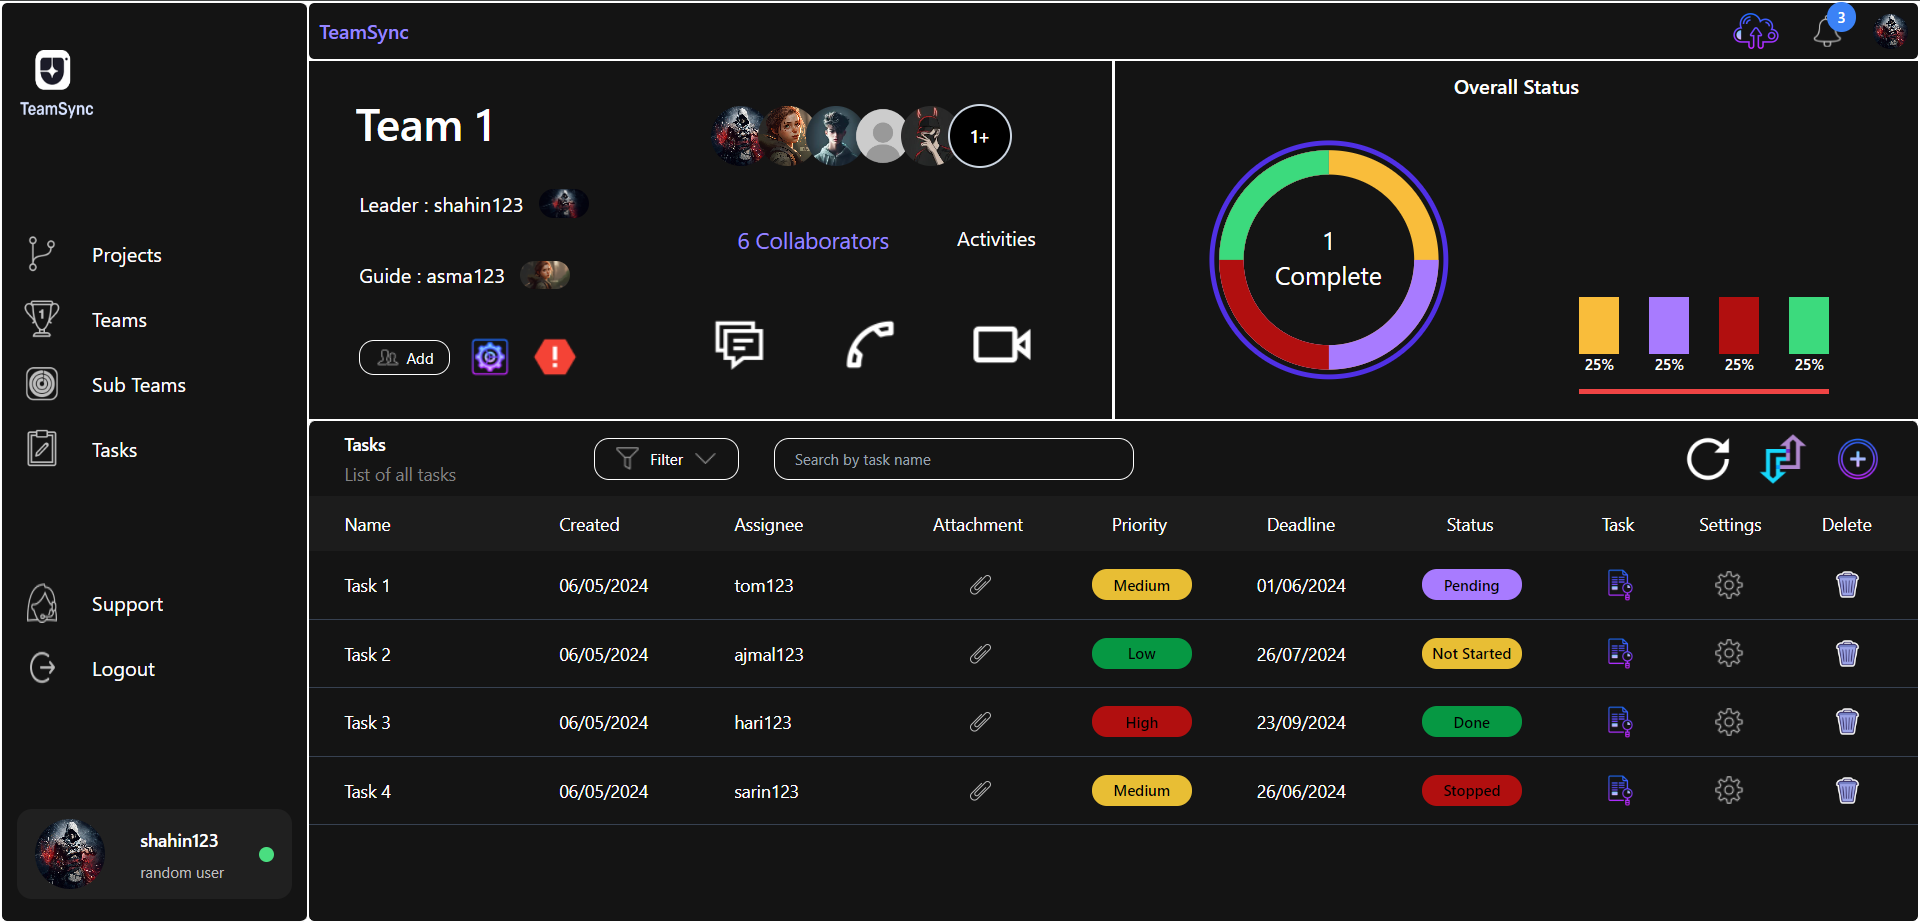 TeamSync
Projects
1
Teams
Sub Teams
Tasks
Support
Logout
shahin123
random user
TeamSync
3
Team 1
1+
Leader : shahin123
6 Collaborators
Activities
Guide : asma123
Add
!
Overall Status
1
Complete
25% 25% 25% 25%
Tasks
List of all tasks
Filter
Search by task name
Name Created Assignee Attachment Priority Deadline Status Task Settings Delete
Task 1 06/05/2024 tom123 Medium 01/06/2024 Pending
Task 2 06/05/2024 ajmal123 Low 26/07/2024 Not Started
Task 3 06/05/2024 hari123 High 23/09/2024 Done
Task 4 06/05/2024 sarin123 Medium 26/06/2024 Stopped